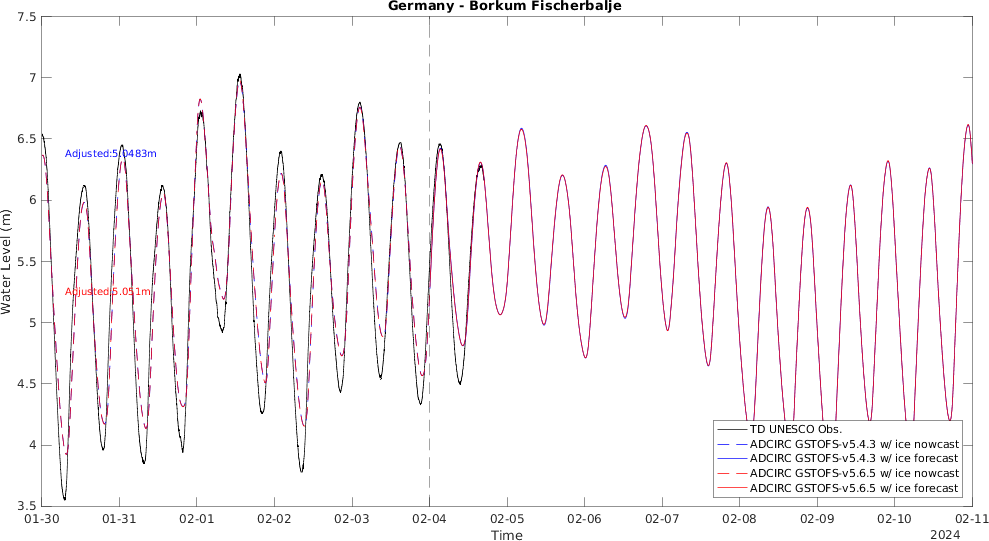 Germany - Borkum Fischerbalje
7.5
7
6.5
6
5.5
5
4.5
4
3.5
Water Level (m)
Adjusted:5.0483m
Adjusted:5.051m
TD UNESCO Obs.
ADCIRC GSTOFS-v5.4.3 w/ ice nowcast
ADCIRC GSTOFS-v5.4.3 w/ ice forecast
ADCIRC GSTOFS-v5.6.5 w/ ice nowcast
ADCIRC GSTOFS-v5.6.5 w/ ice forecast
01-30 01-31 02-01 02-02 02-03 02-04 02-05 02-06 02-07 02-08 02-09 02-10 02-11
Time
2024